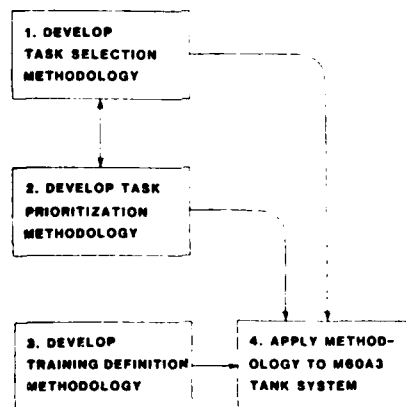 1. DEVELOP
TASK SELECTION
METHODOLOGY
2. DEVELOP TASK
PRIORITIZATION
METHODOLOGY
3. DEVELOP
TRAINING DEFINITION
METHODOLOGY
4. APPLY METHOD-
OLOGY TO M60A3
TANK SYSTEM